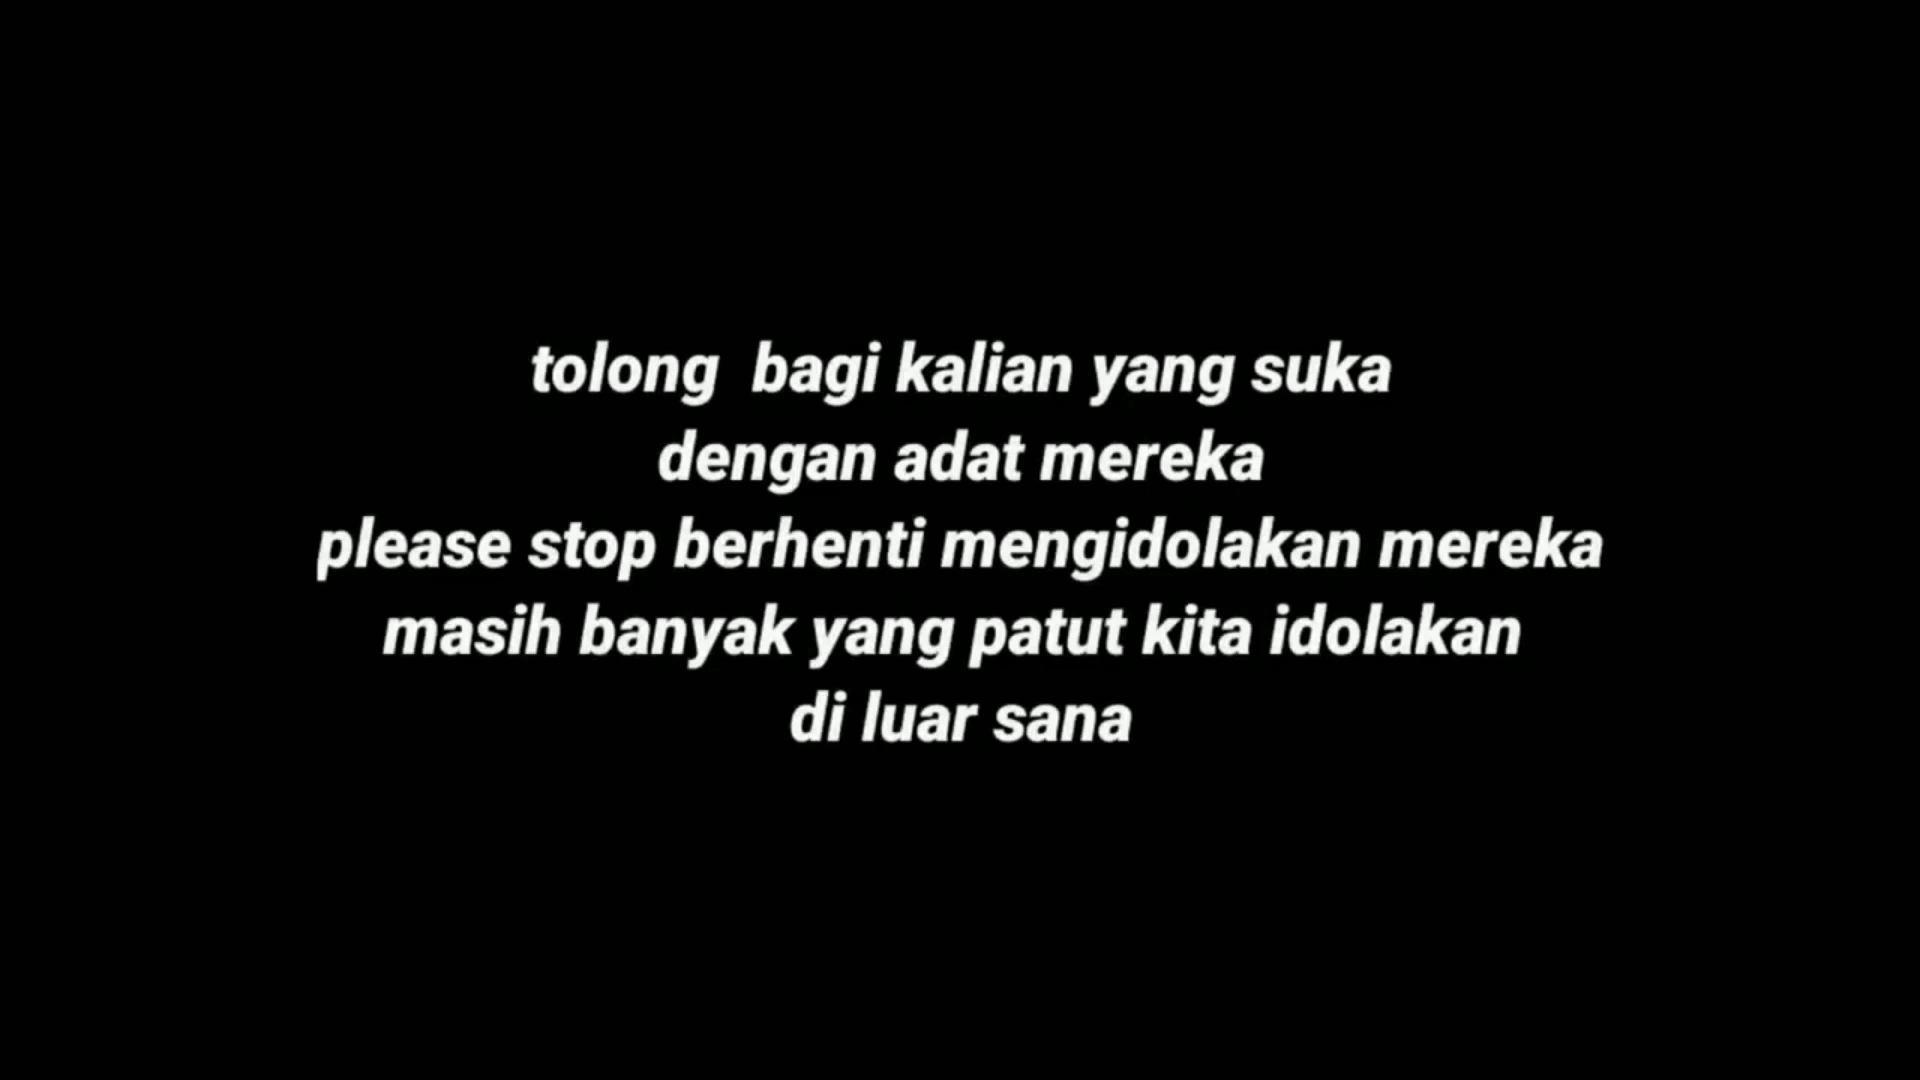 tolong  bagi kalian yang suka
dengan adat mereka
please stop berhenti mengidolakan mereka
masih banyak yang patut kita idolakan
di luar sana